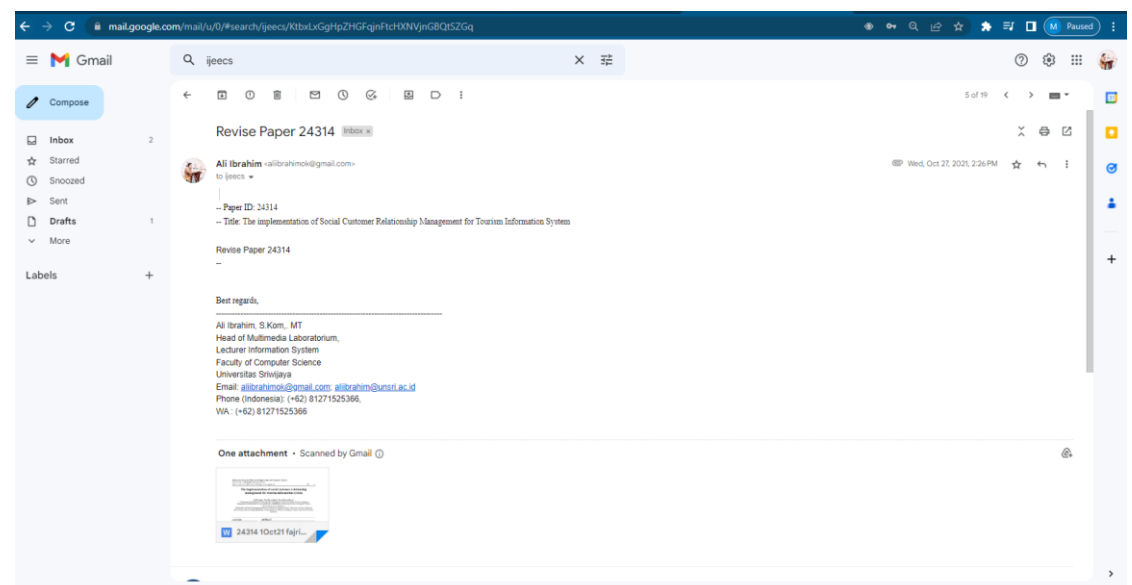 mail.google.com/mail/u/0/#search/ijeecs/KtbxLxGgHpZHGFqjnFtcHXNVjnGBQtSZGq
M Paused
Gmail
ijeecs
Compose
5 of 19
Inbox 2
Starred
Snoozed
Sent
Drafts 1
More
Labels
Revise Paper 24314 Inbox x
Ali Ibrahim <aliibrahimok@gmail.com>
Wed, Oct 27, 2021, 2:26 PM
to ijeecs
-- Paper ID: 24314
-- Title: The implementation of Social Customer Relationship Management for Tourism Information System
Revise Paper 24314
--
Best regards,
Ali Ibrahim, S.Kom,. MT
Head of Multimedia Laboratorium,
Lecturer Information System
Faculty of Computer Science
Universitas Sriwijaya
Email: aliibrahimok@gmail.com; aliibrahim@unsri.ac.id
Phone (Indonesia): (+62) 81271525366,
WA : (+62) 81271525366
One attachment • Scanned by Gmail
W 24314 1Oct21 fajri...